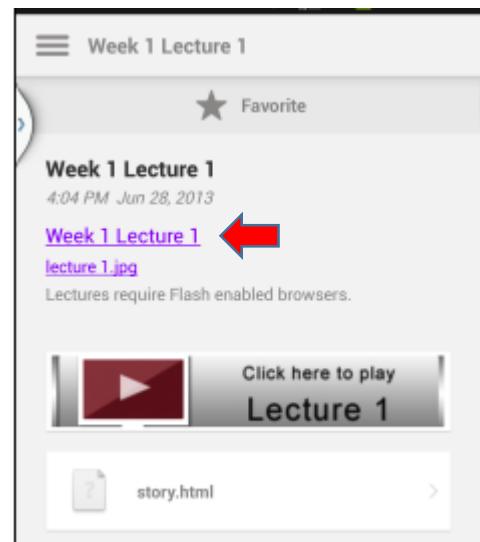 Week 1 Lecture 1
Favorite
Week 1 Lecture 1
4:04 PM Jun 28, 2013
Week 1 Lecture 1
lecture 1.jpg
Lectures require Flash enabled browsers.
Click here to play
Lecture 1
story.html